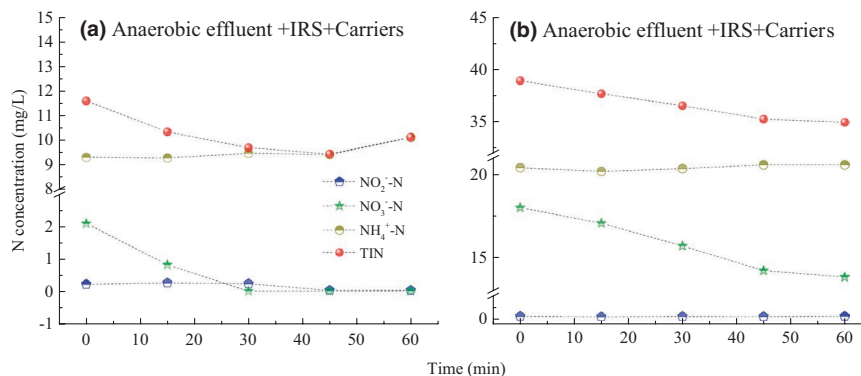 (a) Anaerobic effluent +IRS+Carriers
(b) Anaerobic effluent +IRS+Carriers
N concentration (mg/L)
15
14
13
12
11
10
9
8
2
1
0
-1
NO₂⁻-N
NO₃⁻-N
NH₄⁺-N
TIN
0 10 20 30 40 50 60
45
40
35
20
15
0
0 10 20 30 40 50 60
Time (min)